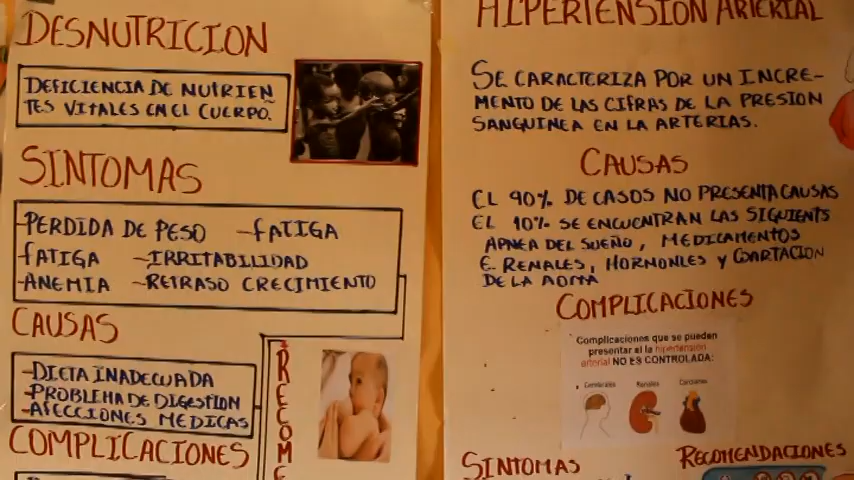 DESNUTRICION
DEFICIENCIA DE NUTRIEN
TES VITALES EN EL CUERPO.
SINTOMAS
-PERDIDA DE PESO -FATIGA
FATIGA -IRRITABILIDAD
-ANEMIA -RETRASO CRECIMIENTO
CAUSAS
-DIETA INADECUADA
-PROBLEMA DE DIGESTION
-AFECCIONES MEDICAS
COMPLICACIONES
RECOME
HIPERTENSION ARTERIAL
SE CARACTERIZA POR UN INCRE-
MENTO DE LAS CIFRAS DE LA PRESION
SANGUINEA EN LA ARTERIAS.
CAUSAS
EL 90% DE CASOS NO PRESENTA CAUSAS
EL 10% SE ENCUENTRAN LAS SIGUIENTS
APNEA DEL SUEÑO, MEDICAMENTOS
E. RENALES, HORMONLES Y COARTACION
DE LA AORTA
COMPLICACIONES
Complicaciones que se pueden
presentar si la hipertensión
arterial NO ES CONTROLADA:
Cerebrales Renales Cardiacas
SINTOMAS
RECOMENDACIONES